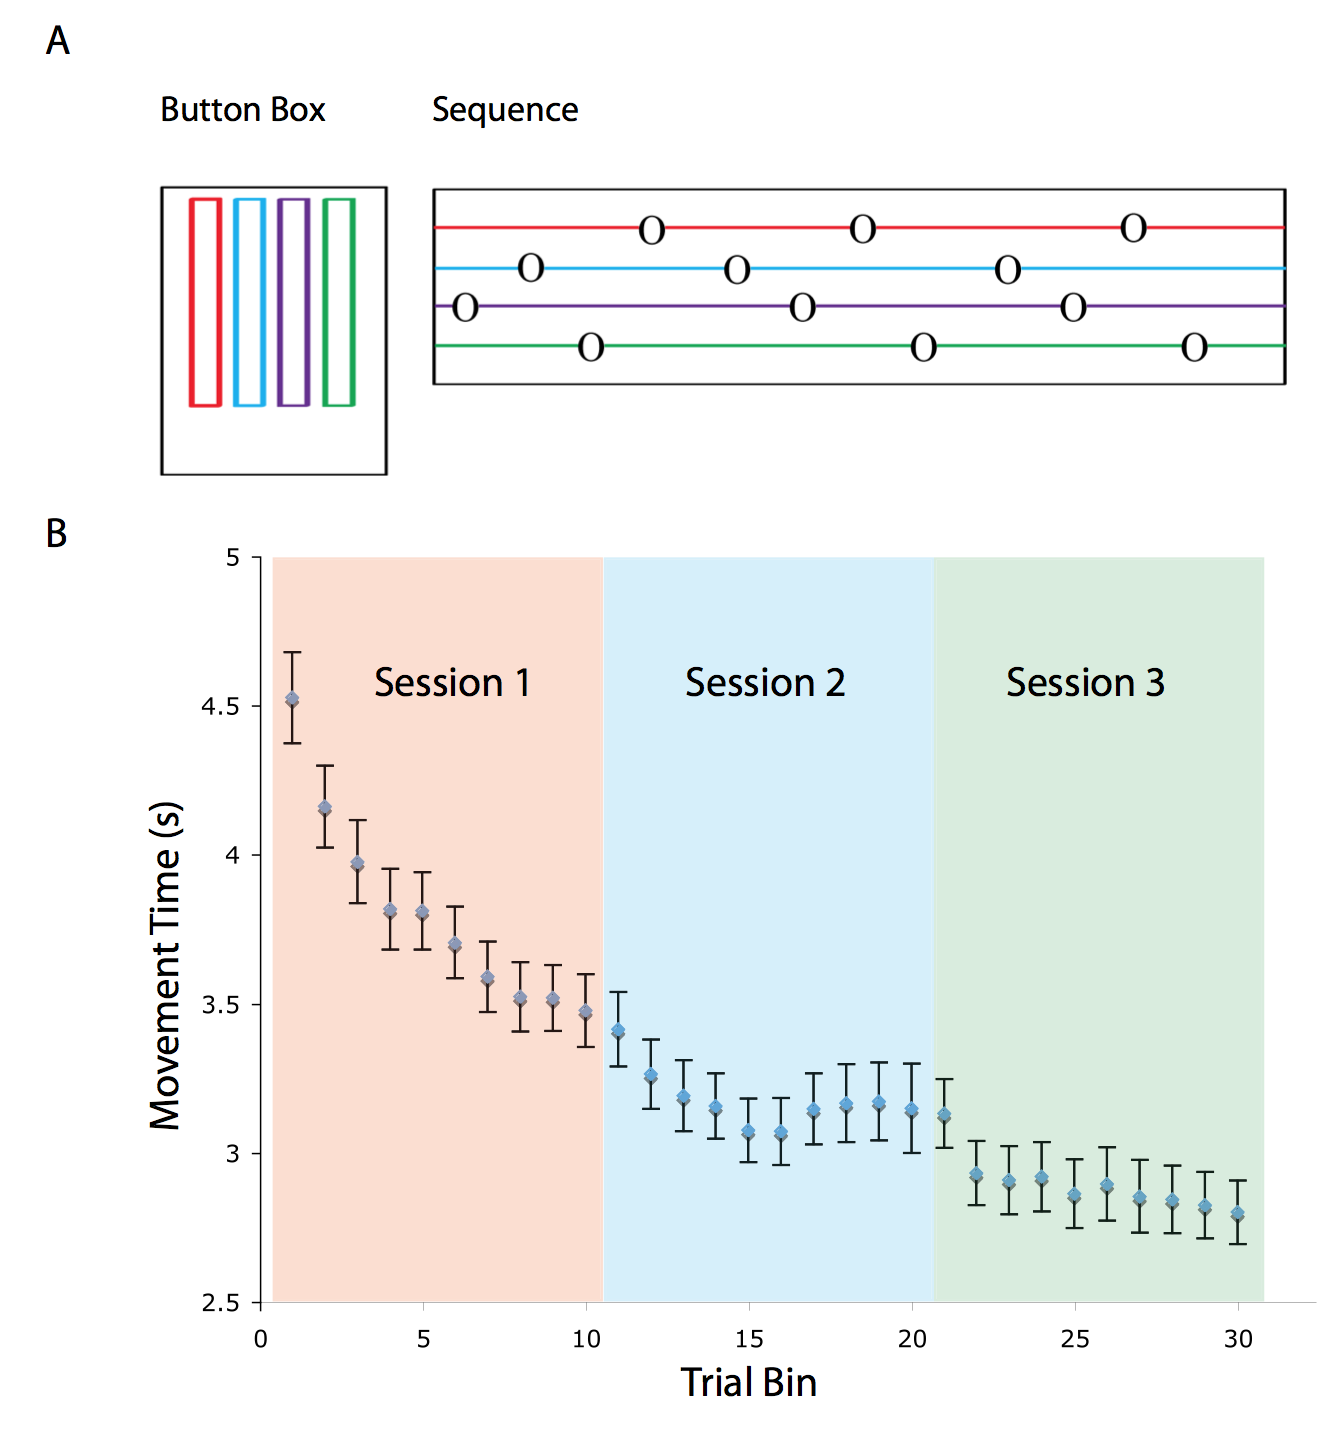 A
Button Box
Sequence
O O O
O O O
O O O
O O O
B
5
4.5
4
3.5
3
2.5
Movement Time (s)
Session 1
Session 2
Session 3
0 5 10 15 20 25 30
Trial Bin